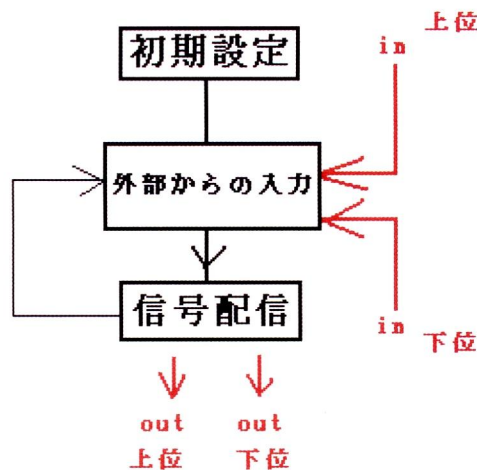 上位
in
初期設定
外部からの入力
信号配信
in
下位
out out
上位 下位